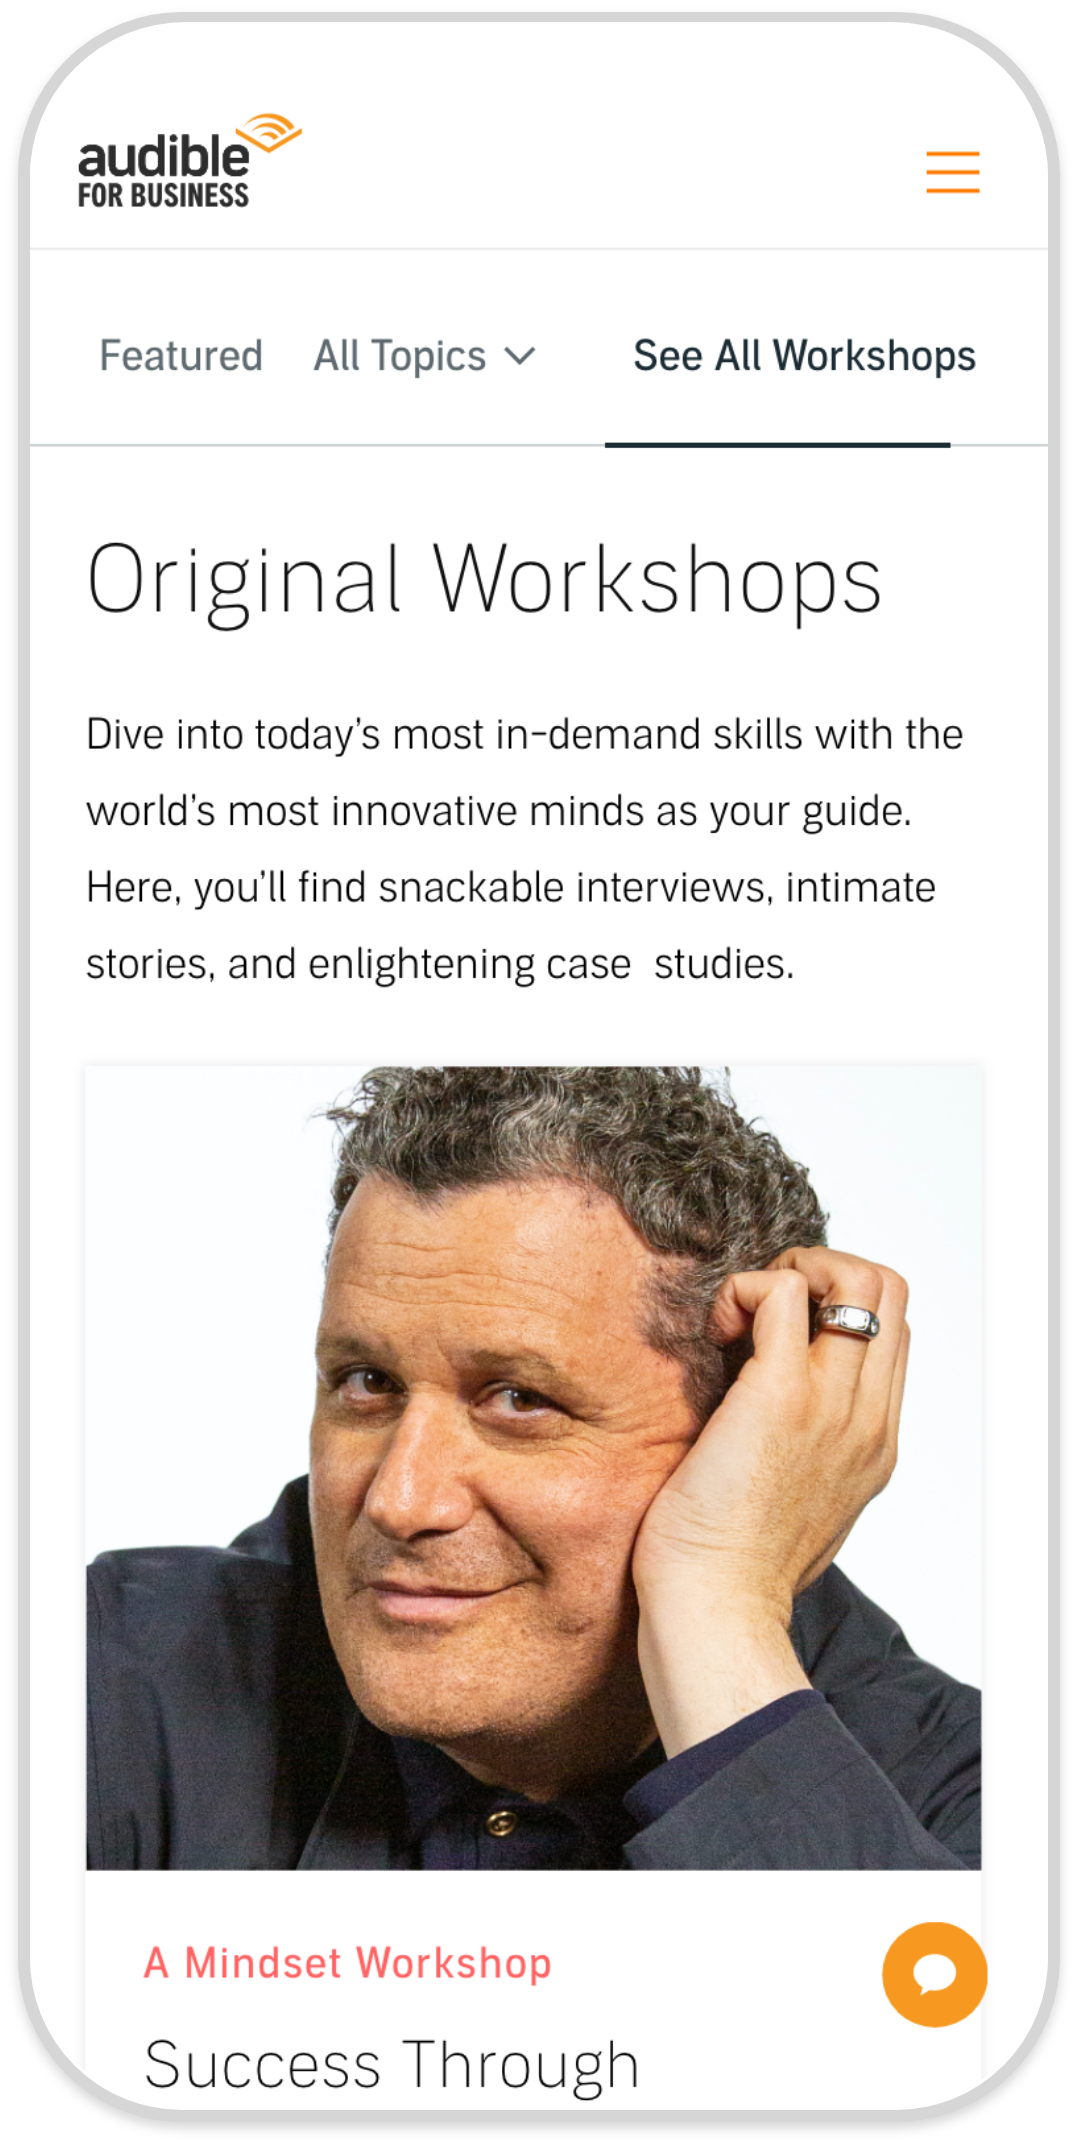 audible
FOR BUSINESS
Featured All Topics See All Workshops
Original Workshops
Dive into today’s most in-demand skills with the
world’s most innovative minds as your guide.
Here, you’ll find snackable interviews, intimate
stories, and enlightening case  studies.
A Mindset Workshop
Success Through